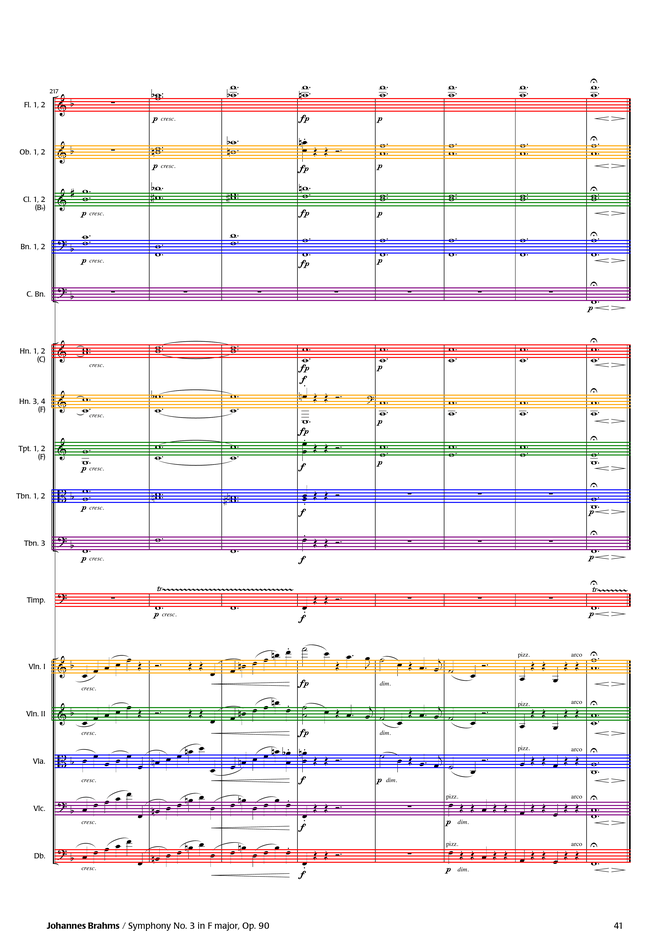 217
Fl. 1, 2
p cresc.
fp
p
Ob. 1, 2
p cresc.
fp
p
Cl. 1, 2
(B♭)
p cresc.
fp
p
Bn. 1, 2
p cresc.
fp
p
C. Bn.
p
Hn. 1, 2
(C)
cresc.
fp
p
f
Hn. 3, 4
(F)
cresc.
fp
p
Tpt. 1, 2
(F)
p cresc.
f
p
Tbn. 1, 2
p cresc.
f
p
Tbn. 3
p cresc.
f
p
tr
tr
Timp.
p cresc.
f
p
pizz.
arco
Vln. I
cresc.
fp
dim.
pizz.
arco
Vln. II
cresc.
fp
dim.
pizz.
arco
Vla.
cresc.
f
p dim.
pizz.
arco
Vlc.
cresc.
f
p dim.
pizz.
arco
Db.
cresc.
f
p dim.
Johannes Brahms / Symphony No. 3 in F major, Op. 90
41